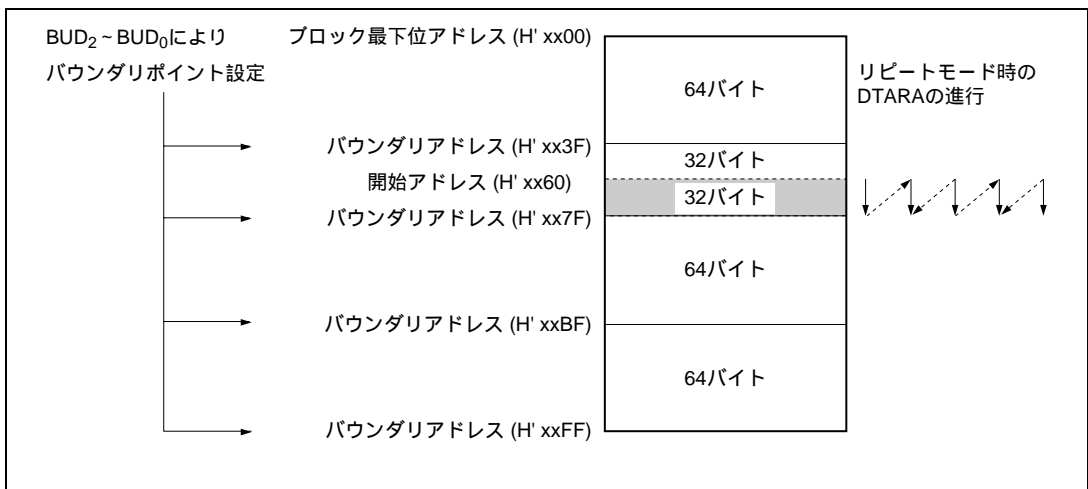 BUD2~BUD0により
バウンダリポイント設定
ブロック最下位アドレス (H' xx00)
64バイト
リピートモード時の
DTARAの進行
バウンダリアドレス (H' xx3F)
32バイト
開始アドレス (H' xx60)
32バイト
バウンダリアドレス (H' xx7F)
64バイト
バウンダリアドレス (H' xxBF)
64バイト
バウンダリアドレス (H' xxFF)